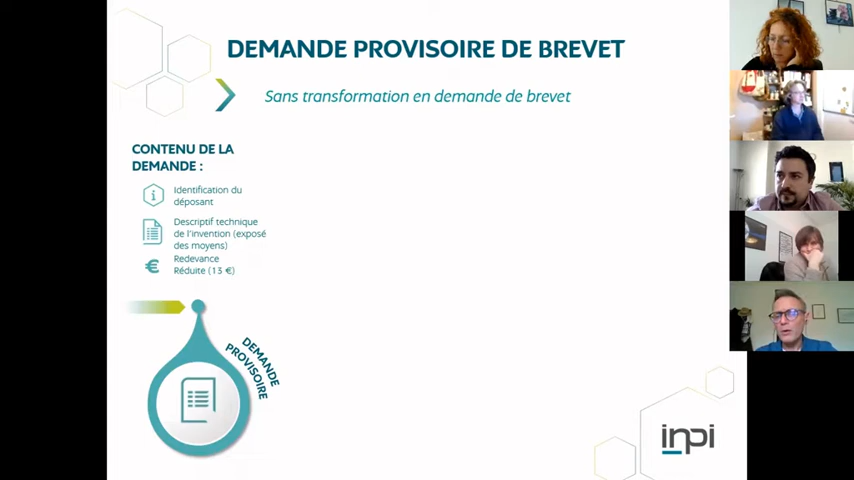 DEMANDE PROVISOIRE DE BREVET
Sans transformation en demande de brevet
CONTENU DE LA
DEMANDE :
Identification du
déposant
Descriptif technique
de l'invention (exposé
des moyens)
Redevance
Réduite (13 €)
DEMANDE
PROVISOIRE
inpi